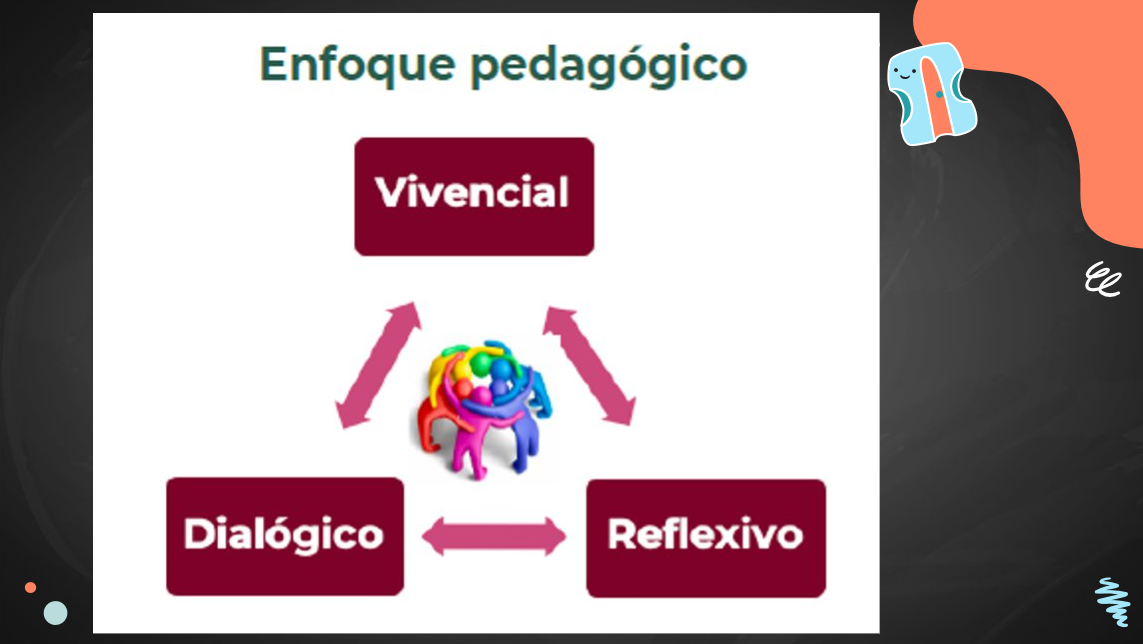 Enfoque pedagógico
Vivencial
Dialógico
Reflexivo